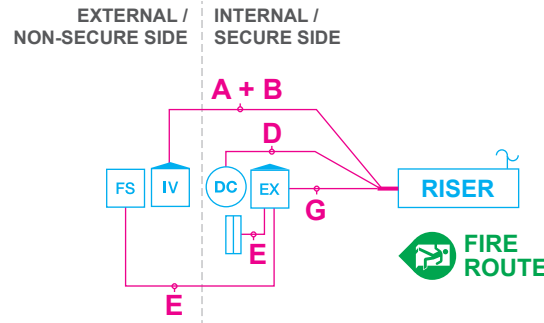 EXTERNAL /
NON-SECURE SIDE
INTERNAL /
SECURE SIDE
A + B
D
FS
IV
DC
EX
RISER
G
E
E
FIRE
ROUTE